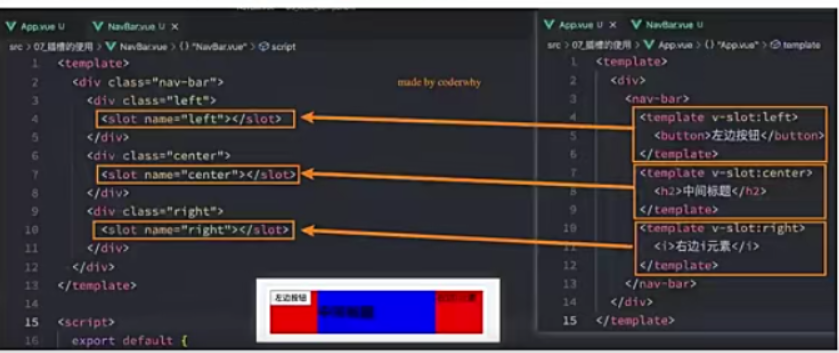 App.vue U
NavBar.vue U ×
src > 07_插槽的使用 > NavBar.vue > {} "NavBar.vue" > script
1 <template>
2 <div class="nav-bar">
3 <div class="left">
4 <slot name="left"></slot>
5 </div>
6 <div class="center">
7 <slot name="center"></slot>
8 </div>
9 <div class="right">
10 <slot name="right"></slot>
11 </div>
12 </div>
13 </template>
14
15 <script>
16 export default {
made by coderwhy
左边按钮
中间标题
App.vue U ×
NavBar.vue U
src > 07_插槽的使用 > App.vue > {} "App.vue" > template
1 <template>
2 <div>
3 <nav-bar>
4 <template v-slot:left>
5 <button>左边按钮</button>
6 </template>
7 <template v-slot:center>
8 <h2>中间标题</h2>
9 </template>
10 <template v-slot:right>
11 <i>右边i元素</i>
12 </template>
13 </nav-bar>
14 </div>
15 </template>